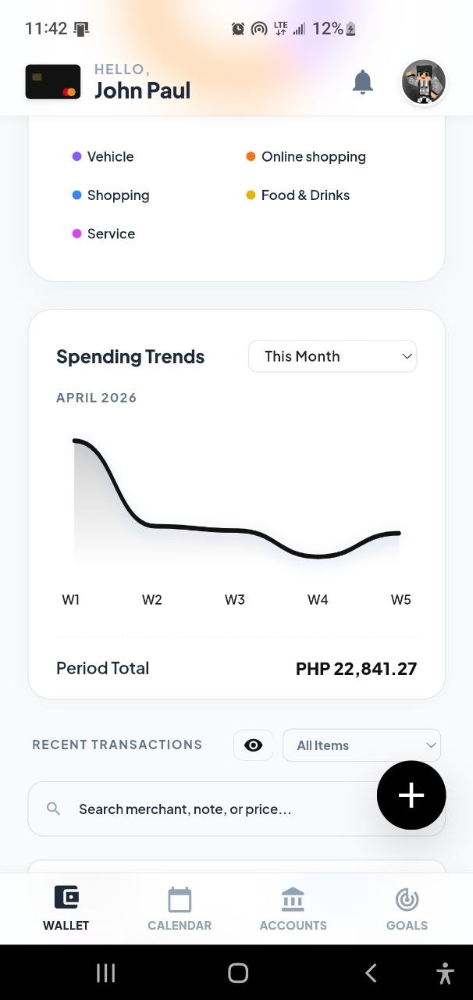 11:42 LTE 12%
HELLO,
John Paul
Vehicle Online shopping
Shopping Food & Drinks
Service
Spending Trends This Month
APRIL 2026
W1 W2 W3 W4 W5
Period Total PHP 22,841.27
RECENT TRANSACTIONS All Items
Search merchant, note, or price...
WALLET CALENDAR ACCOUNTS GOALS